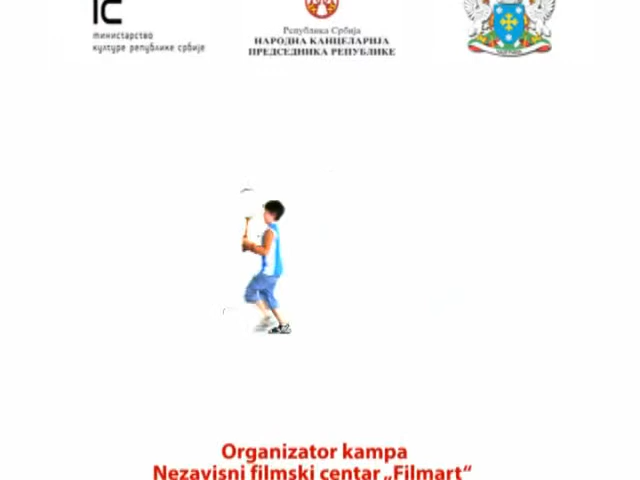 министарство
културе републике србије
Република Србија
НАРОДНА КАНЦЕЛАРИЈА
ПРЕДСЕДНИКА РЕПУБЛИКЕ
Organizator kampa
Nezavisni filmski centar „Filmart“